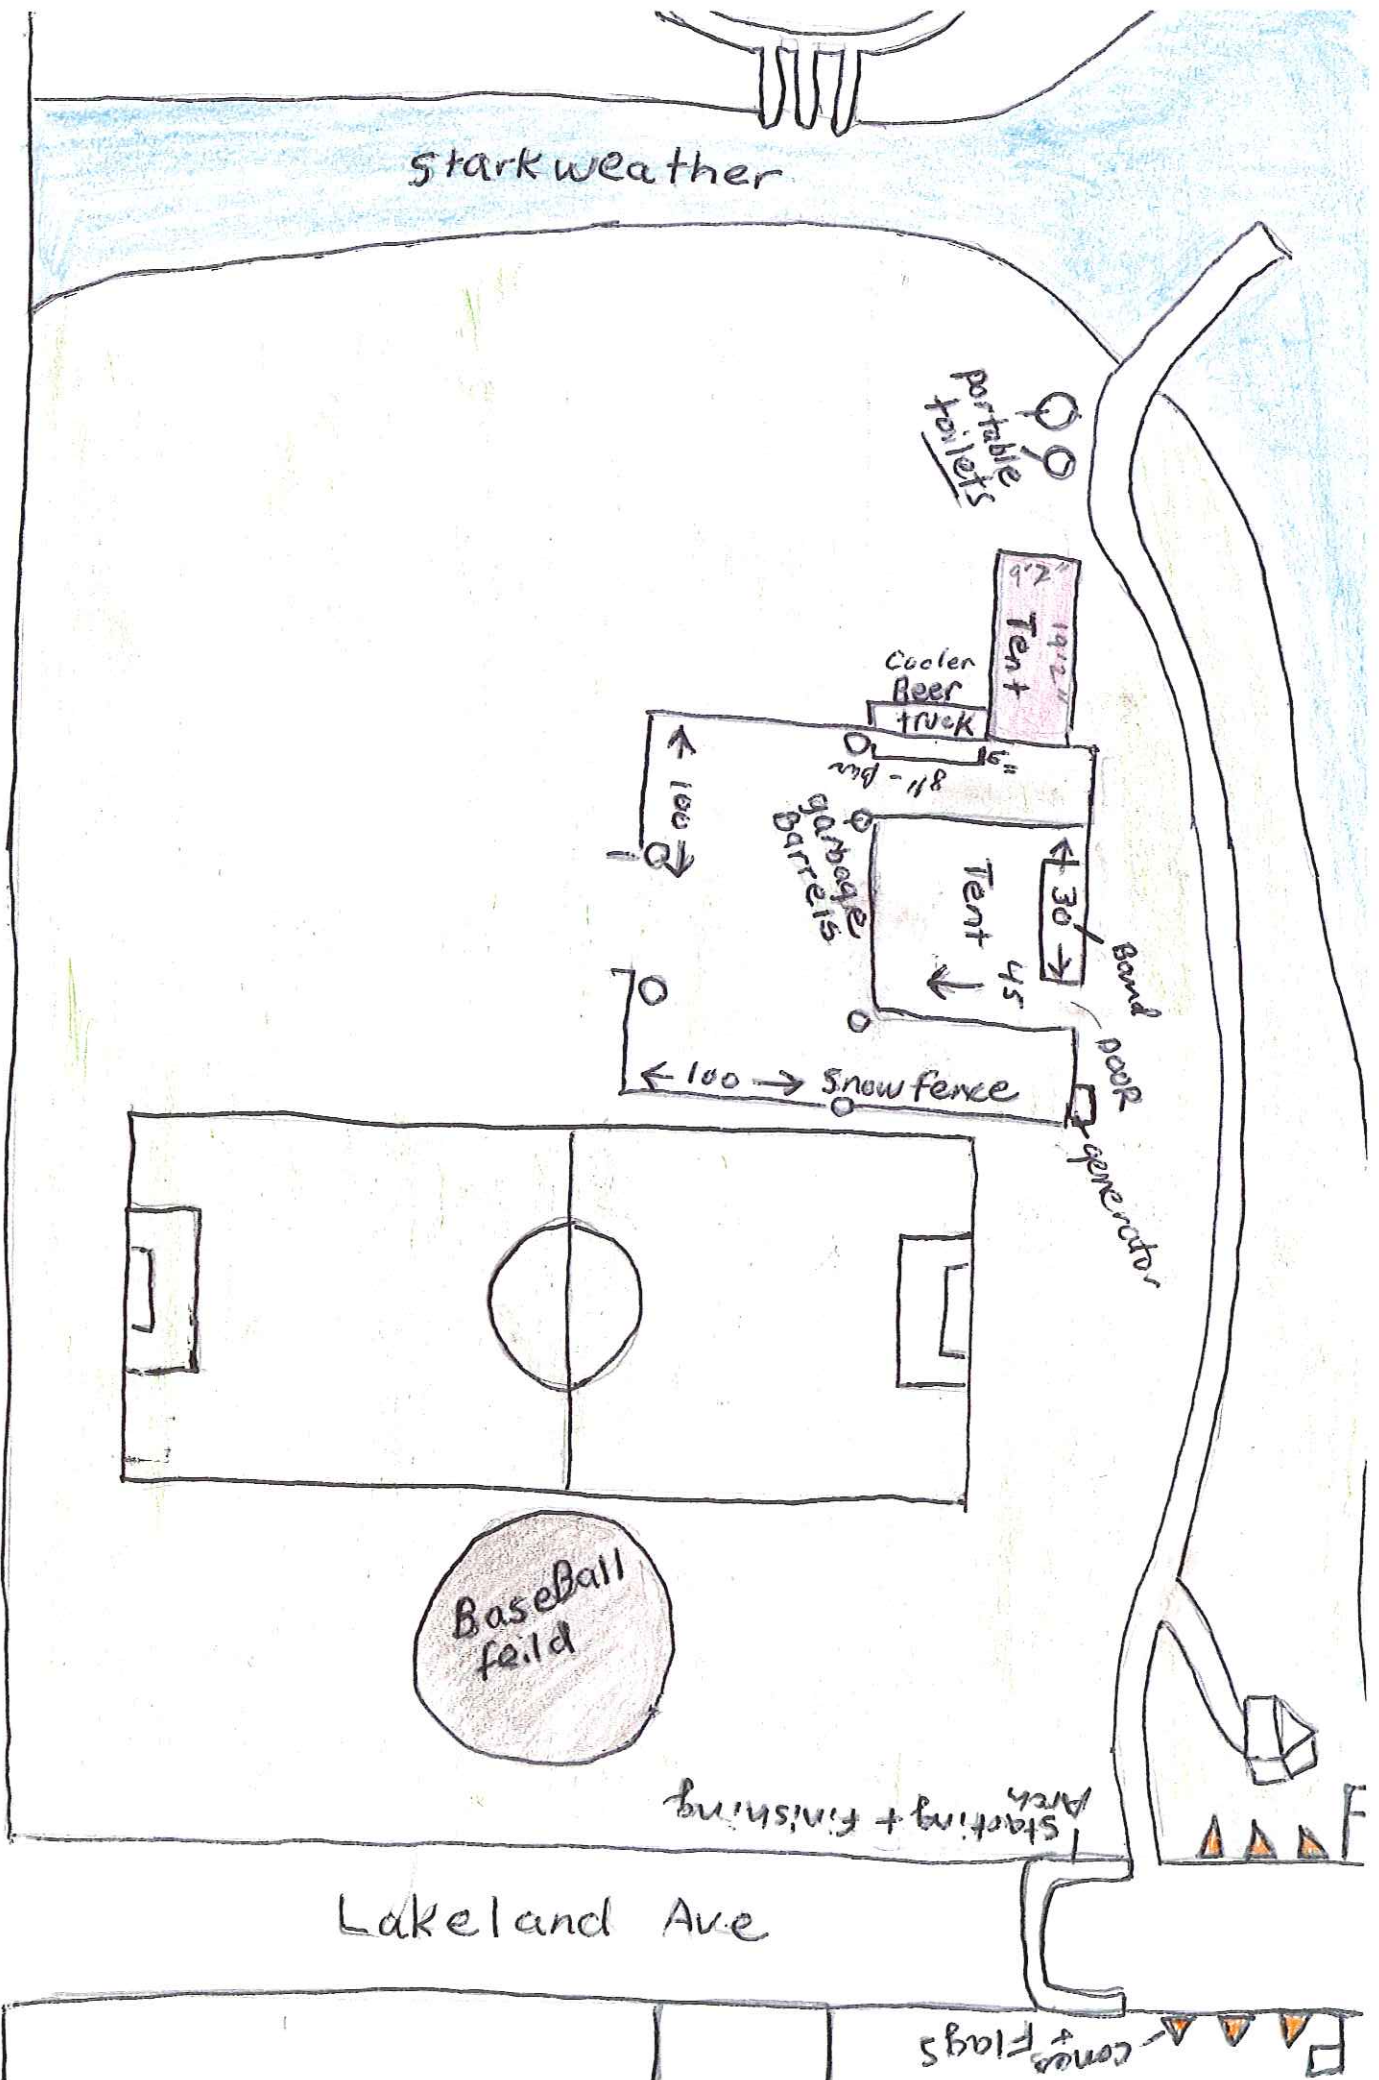 starkweather
portable
toilets
9'2"
19'2"
Tent
Cooler
Beer
truck
6"
8'' - Bar
100
garbage
Barrels
Tent
30
45
Band
DOOR
100
Snow fence
generator
BaseBall
feild
Starting + Finishing
Arch
Lakeland Ave
cones +
Flags